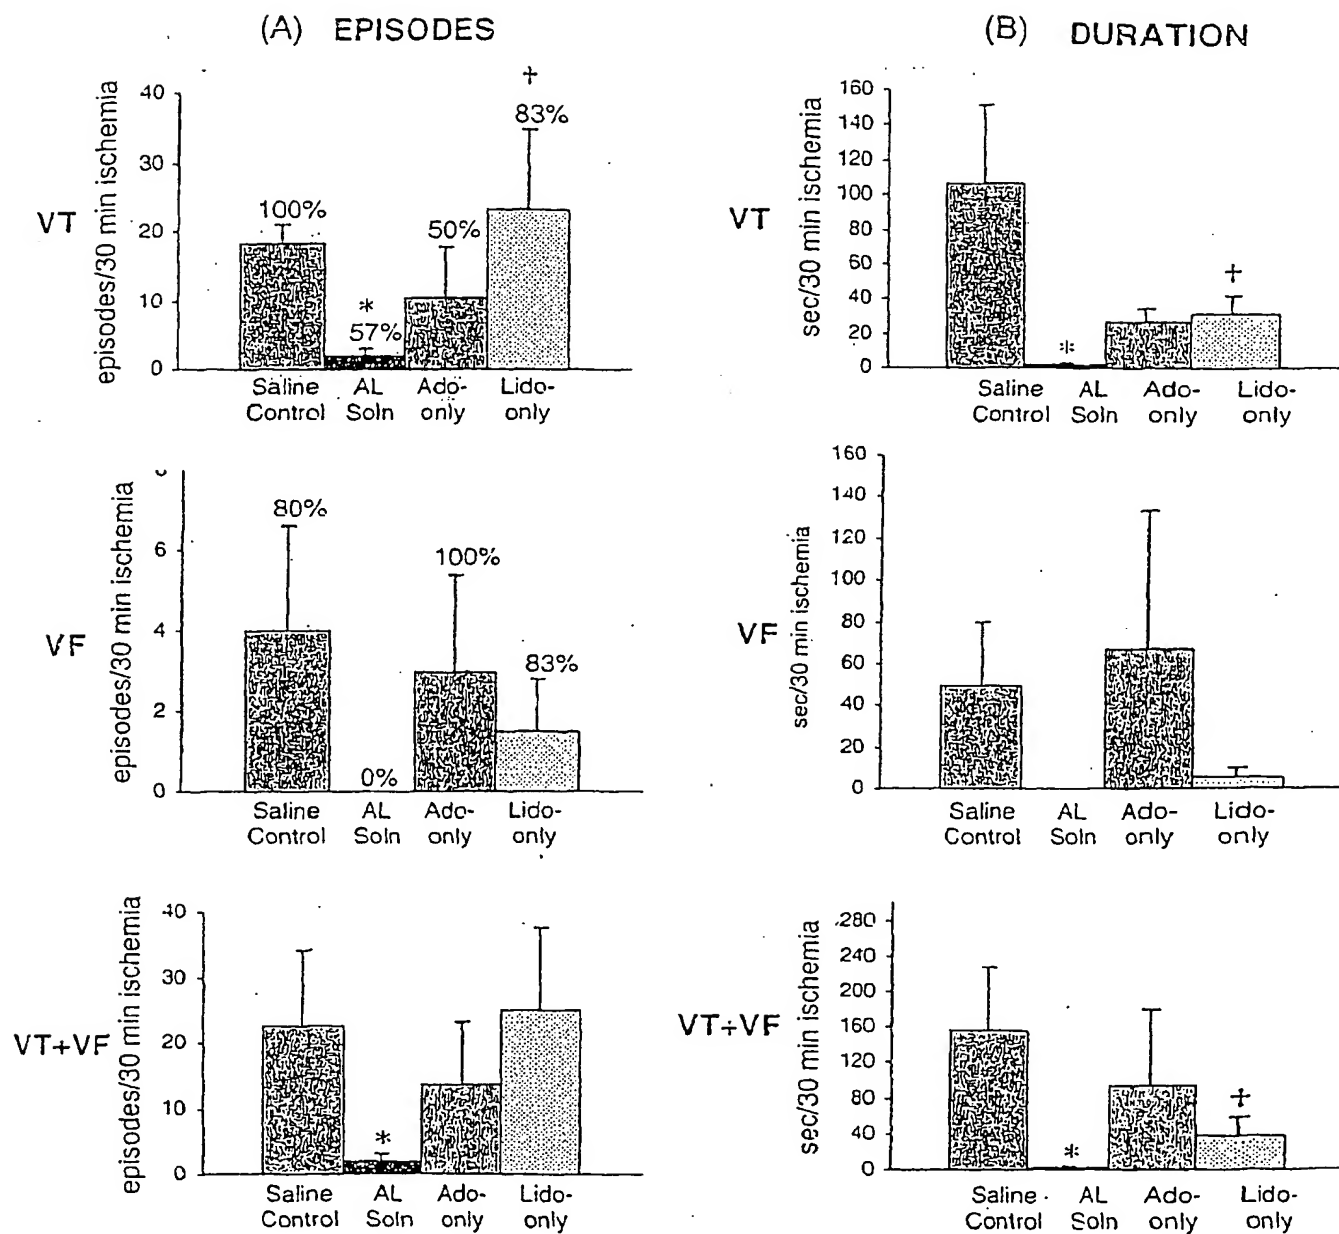 (A) EPISODES
(B) DURATION
VT
episodes/30 min ischemia
40
30
20
10
0
100%
*
57%
50%
†
83%
Saline Control
AL Soln
Ado-only
Lido-only
VT
sec/30 min ischemia
160
140
120
100
80
60
40
20
0
*
†
Saline Control
AL Soln
Ado-only
Lido-only
VF
episodes/30 min ischemia
6
4
2
0
80%
0%
100%
83%
Saline Control
AL Soln
Ado-only
Lido-only
VF
sec/30 min ischemia
160
140
120
100
80
60
40
20
0
Saline Control
AL Soln
Ado-only
Lido-only
VT+VF
episodes/30 min ischemia
40
30
20
10
0
*
Saline Control
AL Soln
Ado-only
Lido-only
VT+VF
sec/30 min ischemia
280
240
200
160
120
80
40
0
*
†
Saline Control
AL Soln
Ado-only
Lido-only